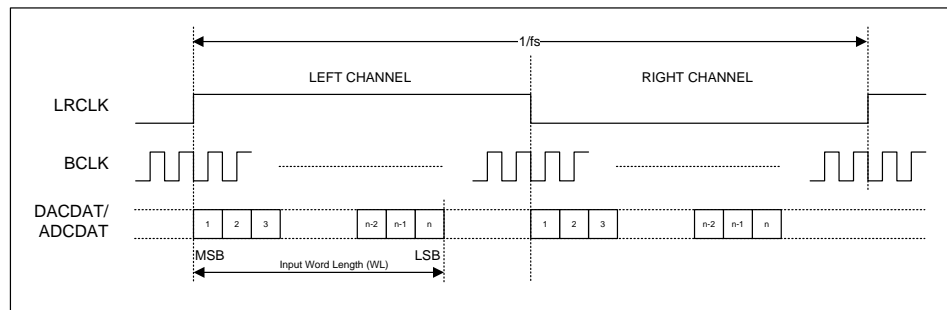 1/fs
LEFT CHANNEL RIGHT CHANNEL
LRCLK
BCLK
DACDAT/
ADCDAT
1 2 3 n-2 n-1 n 1 2 3 n-2 n-1 n
MSB LSB
Input Word Length (WL)